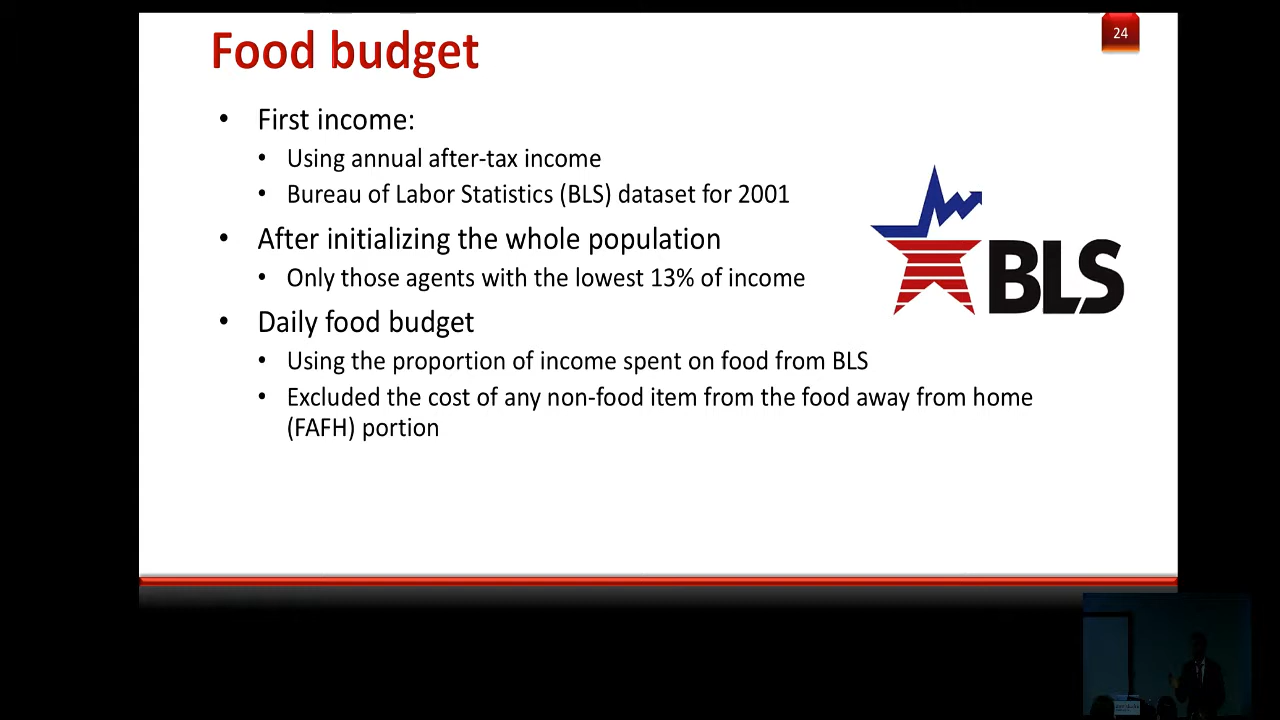 24
Food budget
• First income:
• Using annual after-tax income
• Bureau of Labor Statistics (BLS) dataset for 2001
• After initializing the whole population
• Only those agents with the lowest 13% of income
• Daily food budget
• Using the proportion of income spent on food from BLS
• Excluded the cost of any non-food item from the food away from home
(FAFH) portion
BLS